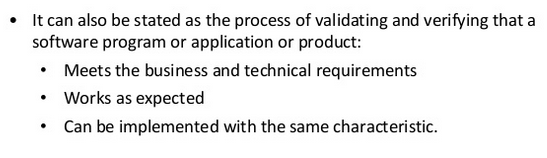 • It can also be stated as the process of validating and verifying that a
software program or application or product:
• Meets the business and technical requirements
• Works as expected
• Can be implemented with the same characteristic.